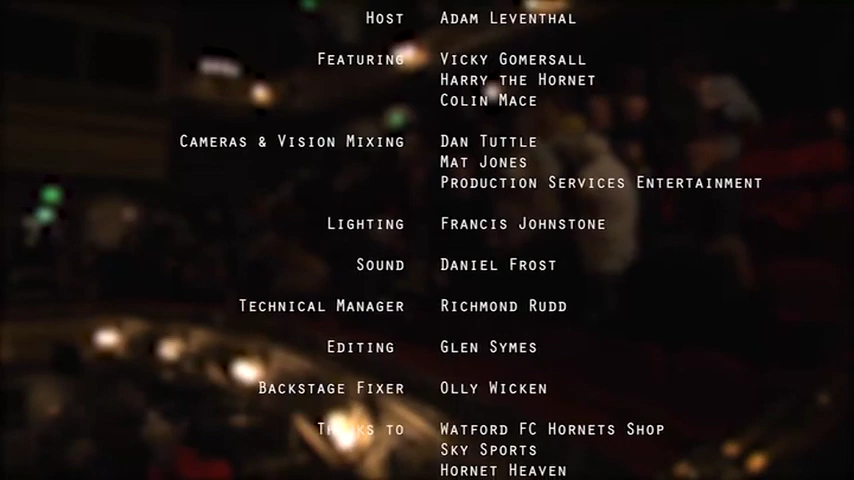 Host Adam Leventhal
Featuring Vicky Gomersall
Harry the Hornet
Colin Mace
Cameras & Vision Mixing Dan Tuttle
Mat Jones
Production Services Entertainment
Lighting Francis Johnstone
Sound Daniel Frost
Technical Manager Richmond Rudd
Editing Glen Symes
Backstage Fixer Olly Wicken
Thanks to Watford FC Hornets Shop
Sky Sports
Hornet Heaven